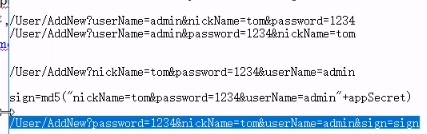 /User/AddNew?userName=admin&nickName=tom&password=1234
/User/AddNew?userName=admin&password=1234&nickName=tom
/User/AddNew?nickName=tom&password=1234&userName=admin
sign=md5("nickName=tom&password=1234&userName=admin"+appSecret)
/User/AddNew?password=1234&nickName=tom&userName=admin&sign=sign